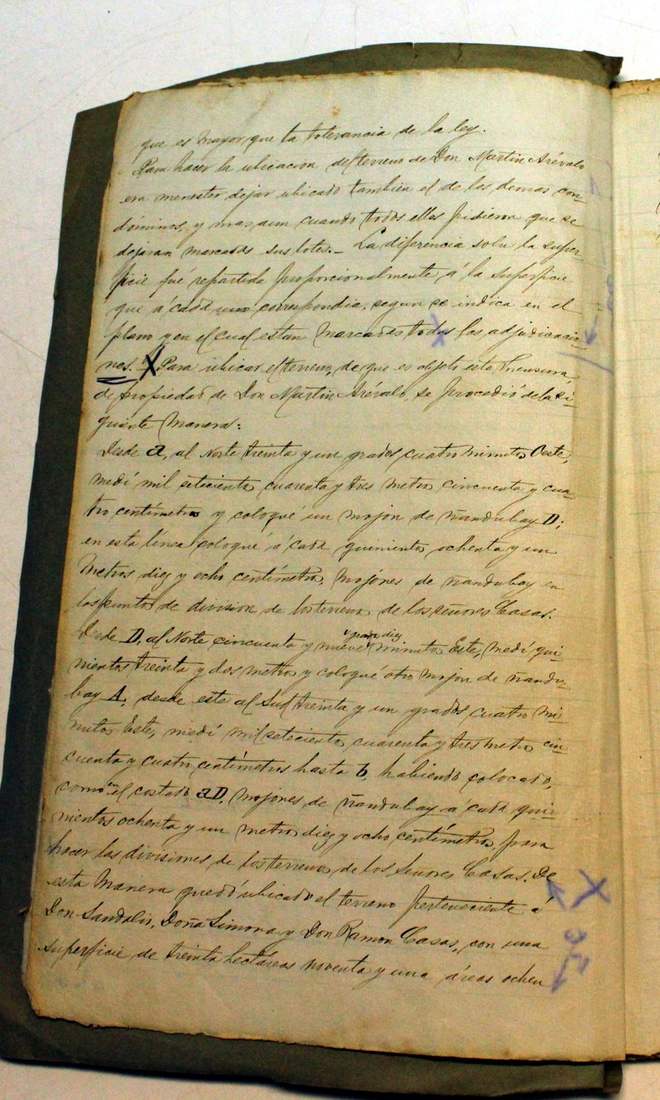 que es mayor que la tolerancia de la ley.
Para hacer la ubicacion del terreno de Don Martin Arévalo
era menester dejar ubicado tambien el de los demas con-
dóminos, y mas aun cuando todos ellos pidieron que se
dejaran marcados sus lotes. La diferencia sobre la super-
ficie fué repartida proporcionalmente, á la superficie
que á cada uno correspondia, segun se indica en el
plano y en el cual estan marcados todas las adjudicacio-
nes. X Para ubicar el terreno, de que es objeto esta mensura,
de propiedad de Don Martin Arévalo, se procedió de la si-
guiente manera:
Desde a, al Norte treinta y un grados cuatro minutos Oeste,
medí mil setecientos cuarenta y tres metros cincuenta y cua-
tro centímetros y coloqué un mojon de ñandubay D;
en esta línea coloqué á cada quinientos ochenta y un
metros diez y ocho centímetros mojones de ñandubay en
los puntos de division de los terrenos de los señores Casas.
Desde D, al Norte cincuenta y nueve grados diez minutos Este, medí qui-
nientos treinta y dos metros y coloqué otro mojon de ñandu-
bay A, desde este al Sud treinta y un grados cuatro mi-
nutos Este, medí mil setecientos cuarenta y tres metros cin-
cuenta y cuatro centímetros hasta b, habiendo colocado,
como al costado aD, mojones de ñandubay á cada qui-
nientos ochenta y un metros diez y ocho centímetros, para
hacer las divisiones de los terrenos de los Señores Casas. De
esta manera quedó ubicado el terreno perteneciente á
Don Sandalio, Doña Simona y Don Ramon Casas, con una
superficie de treinta hectáreas noventa y una áreas ochen